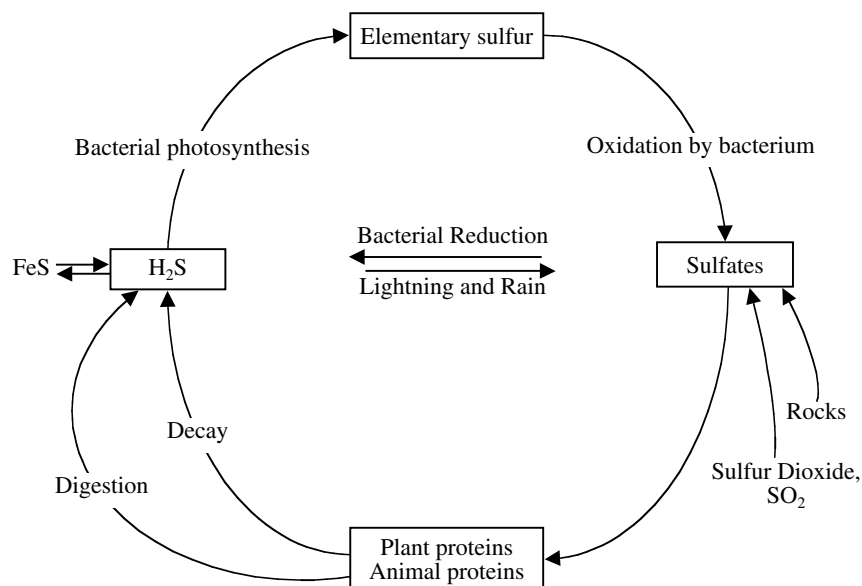 Elementary sulfur
Bacterial photosynthesis
Oxidation by bacterium
Bacterial Reduction
FeS
H₂S
Sulfates
Lightning and Rain
Rocks
Decay
Sulfur Dioxide,
SO₂
Digestion
Plant proteins
Animal proteins